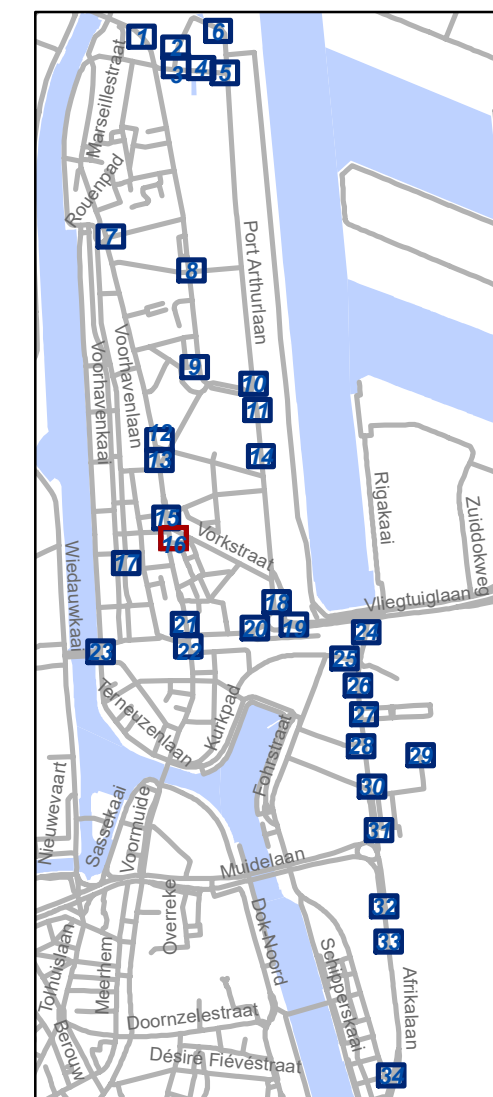 1
2
6
3
4
5
Marseillestraat
Rouenpad
7
Port Arthurlaan
8
Voorhavenlaan
Voorhavenkaai
9
10
11
12
13
14
15
16
Vorkstraat
Rigakaai
Zuiddokweg
Wiedauwkaai
17
18
Vliegtuiglaan
19
20
21
22
23
24
25
26
27
28
29
30
31
Terneuzenlaan
Kurkpad
Fohrstraat
Nieuwevaart
Sassekaai
Voormuide
Muidelaan
Overreke
32
33
Dok-Noord
Schipperskaai
Afrikalaan
Tolhuislaan
Meerhem
Berouw
Doornzelestraat
Désiré Fiévéstraat
34